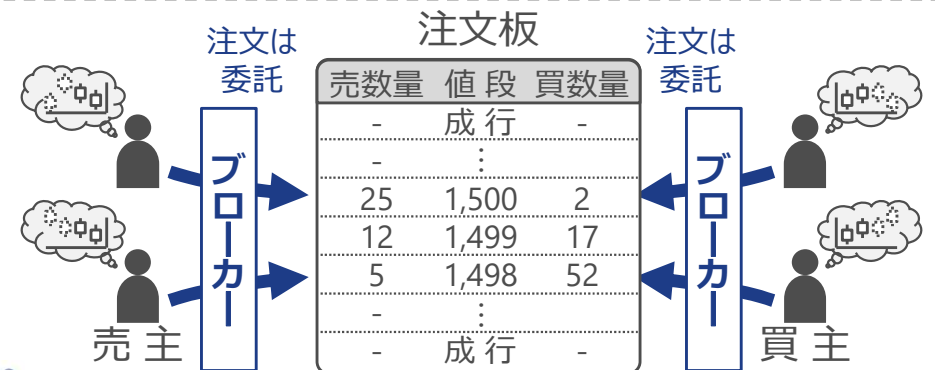 注文板
注文は
委託
注文は
委託
売数量 値段 買数量
- 成行 -
- ⋮
25 1,500 2
12 1,499 17
5 1,498 52
- ⋮
- 成行 -
ブローカー
ブローカー
売主
買主